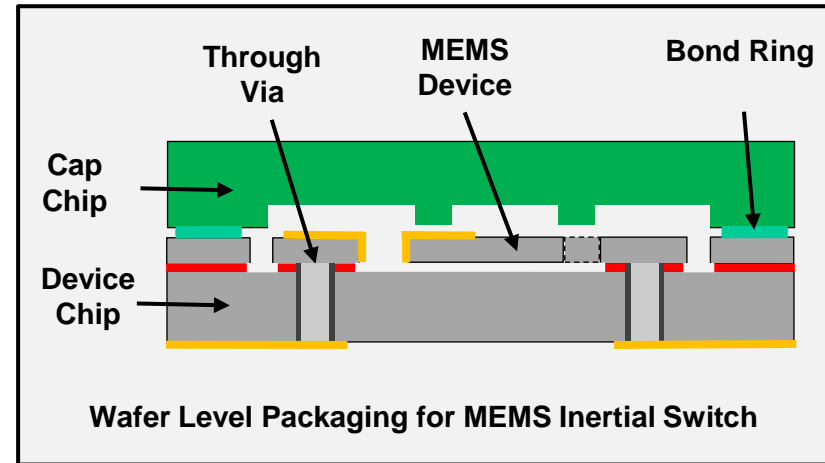 Through
Via
MEMS
Device
Bond Ring
Cap
Chip
Device
Chip
Wafer Level Packaging for MEMS Inertial Switch